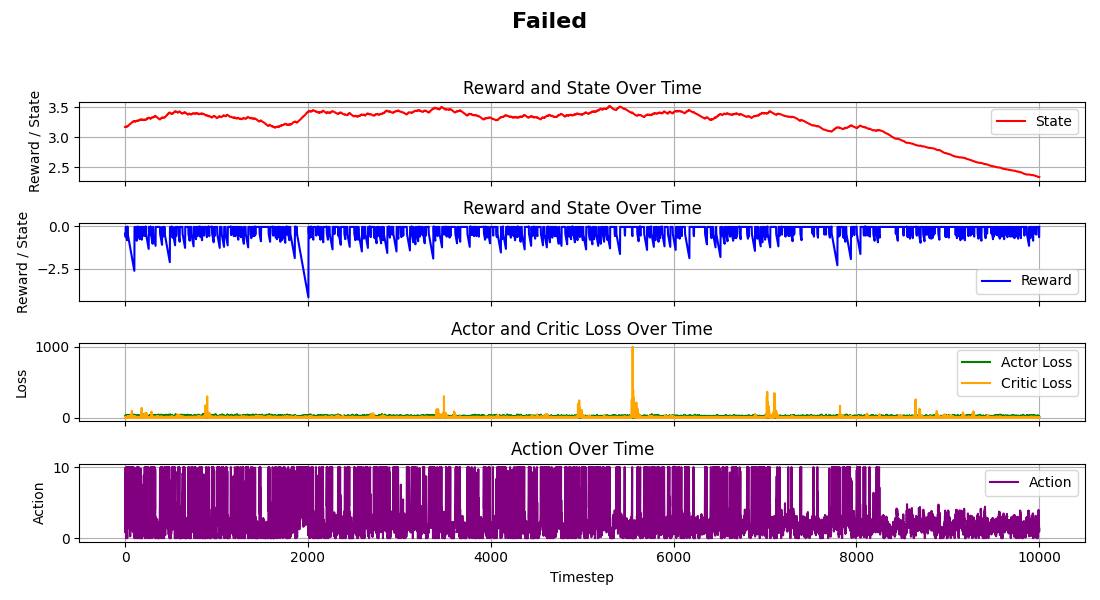 Failed
Reward and State Over Time
Reward / State
3.5
3.0
2.5
State
Reward and State Over Time
Reward / State
0.0
−2.5
Reward
Actor and Critic Loss Over Time
Loss
1000
0
Actor Loss
Critic Loss
Action Over Time
Action
10
0
Action
0 2000 4000 6000 8000 10000
Timestep